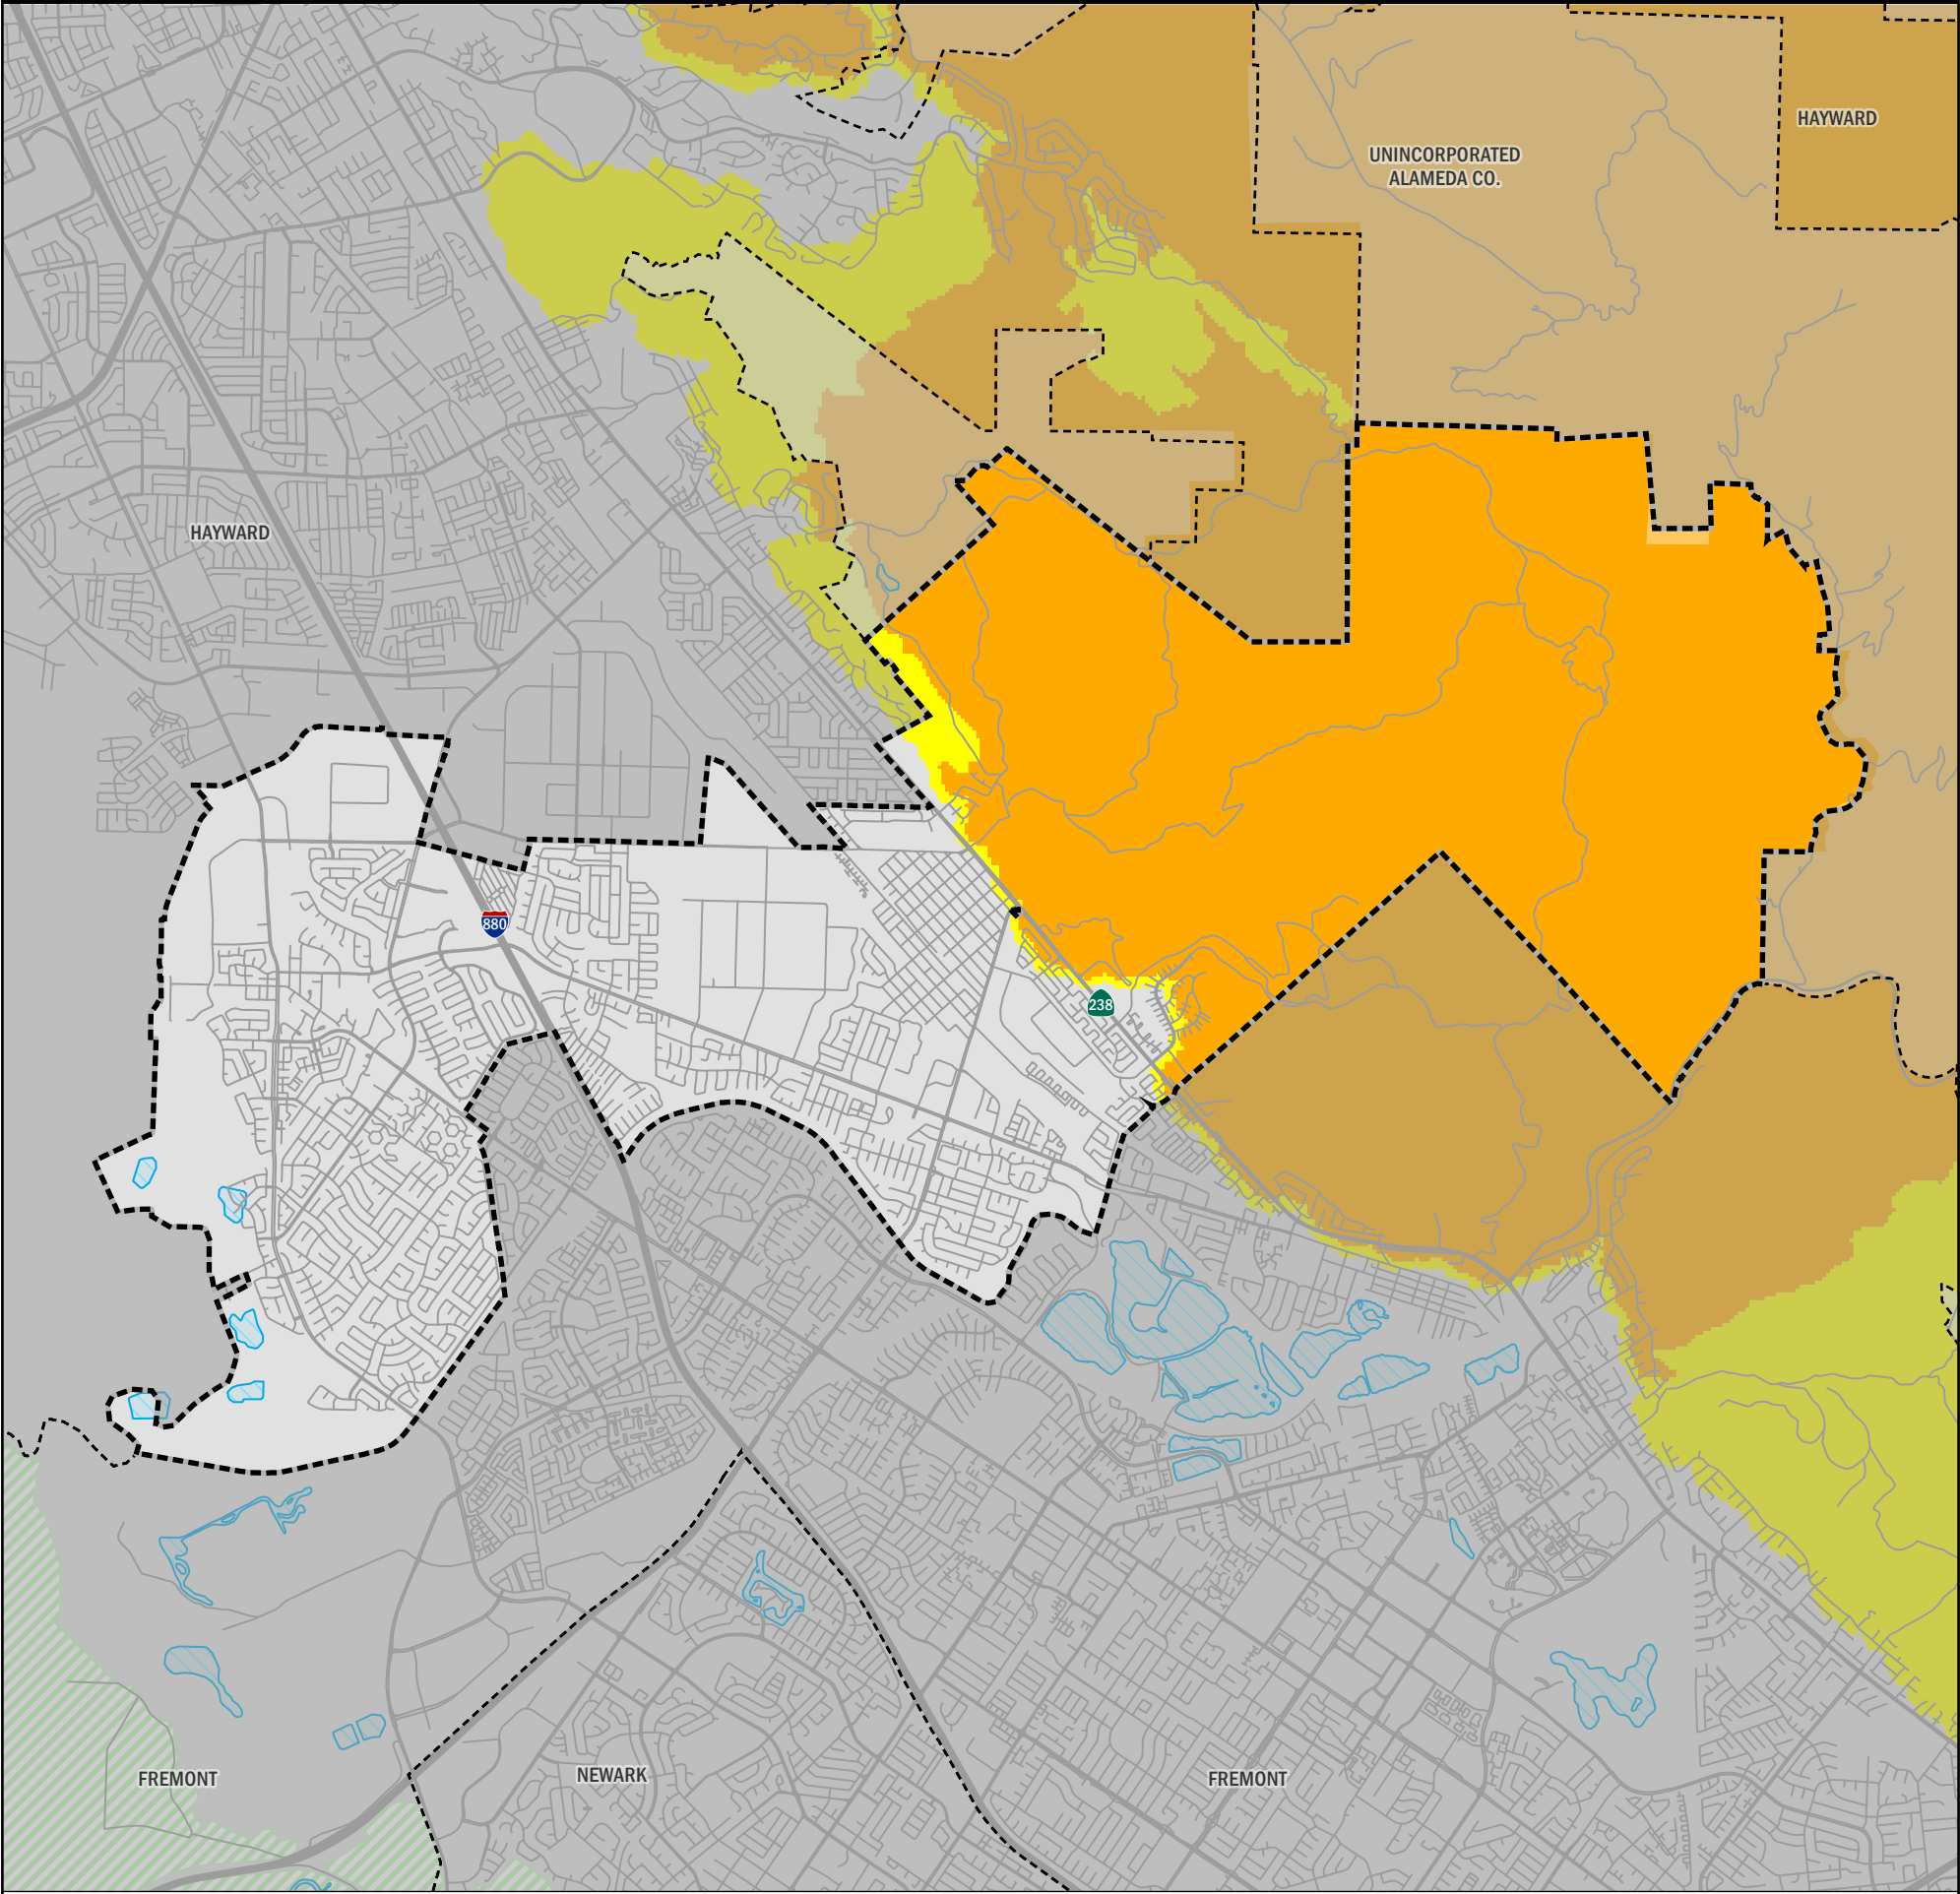 HAYWARD
UNINCORPORATED
ALAMEDA CO.
HAYWARD
880
238
FREMONT
NEWARK
FREMONT